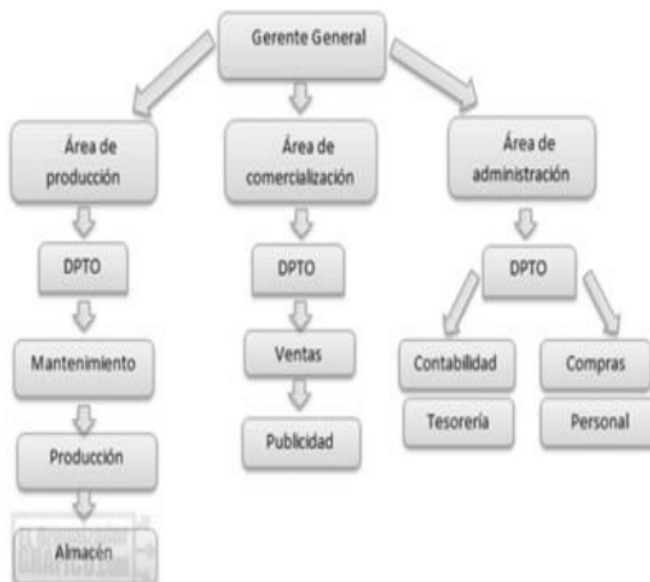 Gerente General
Área de
producción
Área de
comercialización
Área de
administración
DPTO
DPTO
DPTO
Mantenimiento
Ventas
Contabilidad
Compras
Tesorería
Personal
Producción
Publicidad
Almacén